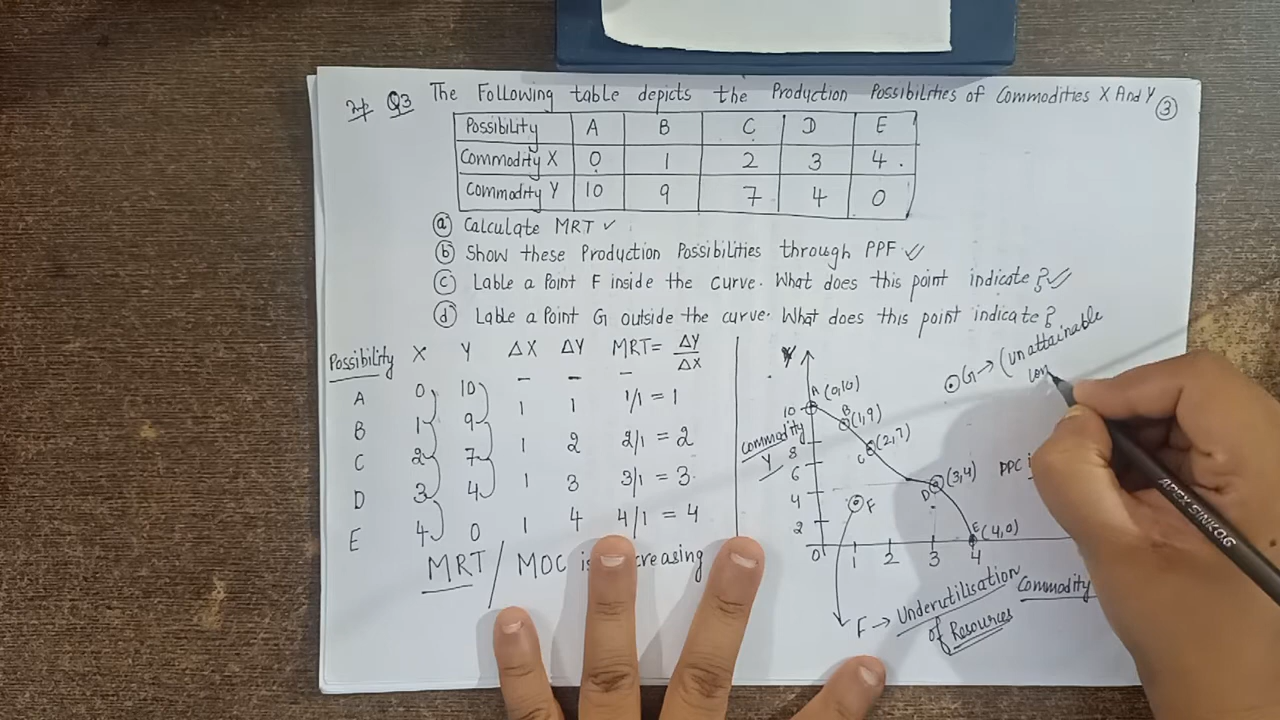 Q3 The Following table depicts the Production Possibilities of Commodities X And Y ③
Possibility A B C D E
Commodity X 0 1 2 3 4 .
Commodity Y 10 9 7 4 0
ⓐ Calculate MRT ✓
ⓑ Show these Production Possibilities through PPF ✓
ⓒ Lable a Point F inside the curve. What does this point indicate? ✓
ⓓ Lable a Point G outside the curve. What does this point indicate?
Possibility X Y ΔX ΔY MRT= ΔY/ΔX
A 0 10 – – –
B 1 9 1 1 1/1 = 1
C 2 7 1 2 2/1 = 2
D 3 4 1 3 3/1 = 3
E 4 0 1 4 4/1 = 4
MRT / MOC is creasing
Y
G → (Unattainable
com
A (0,10)
10
B (1,9)
Commodity
Y
8
C (2,7)
6
D (3,4)
PPC
4
F
2
E (4,0)
0 1 2 3 4
Commodity
F → Underutilisation
of Resources
APEX SINKO.G